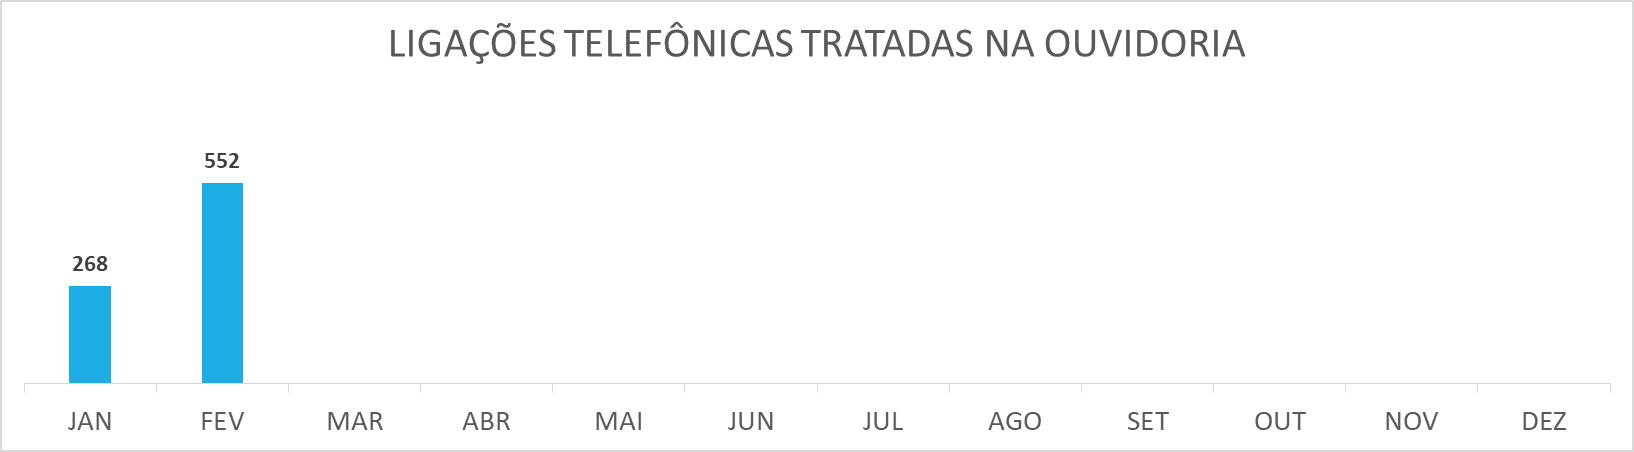 LIGAÇÕES TELEFÔNICAS TRATADAS NA OUVIDORIA
552
268
JAN FEV MAR ABR MAI JUN JUL AGO SET OUT NOV DEZ